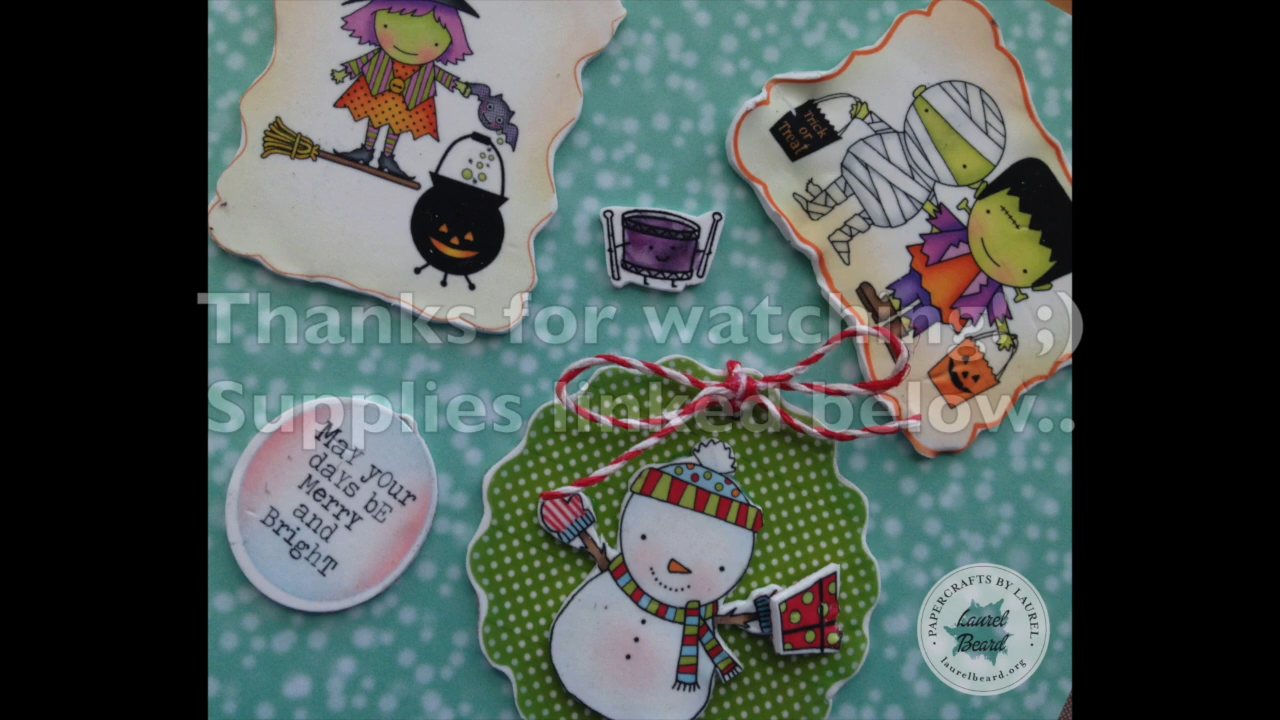 Trick
or
Treat
Thanks for watching, ;)
Supplies linked below..
May your
days bE
Merry
and
BrighT
PAPERCRAFTS BY LAUREL
Laurel
Beard
laurelbeard.org